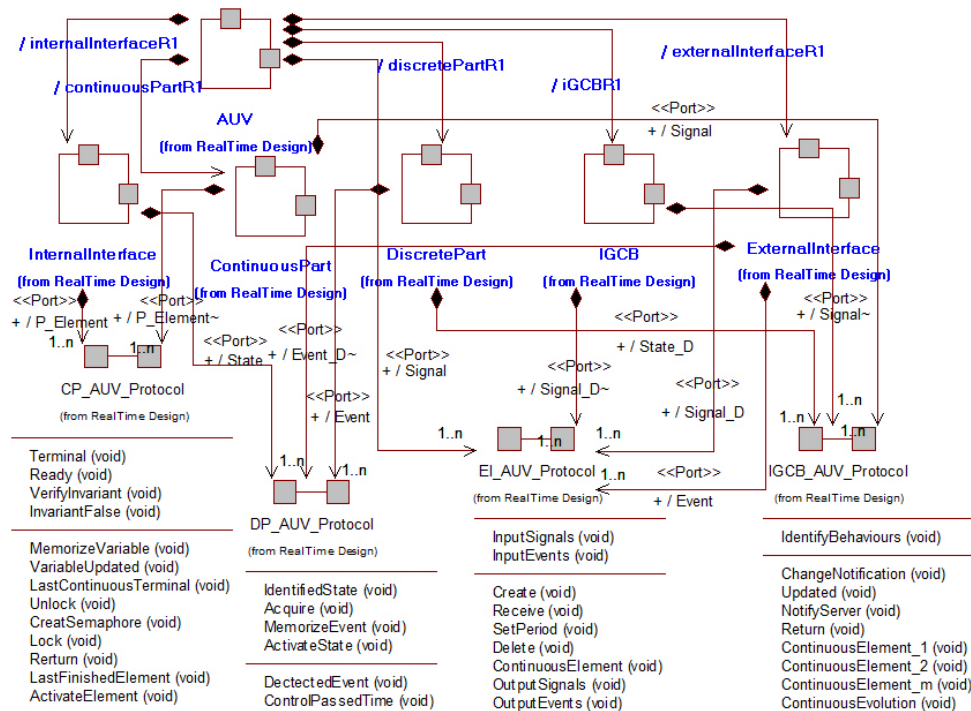 / internalInterfaceR1
/ continuousPartR1
/ discretePartR1
/ iGCBR1
/ externalInterfaceR1
<<Port>>
+ / Signal
AUV
(from RealTime Design)
InternalInterface
(from RealTime Design)
ContinuousPart
(from RealTime Design)
DiscretePart
(from RealTime Design)
IGCB
(from RealTime Design)
ExternalInterface
(from RealTime Design)
<<Port>>
+ / P_Element
<<Port>>
+ / P_Element~
<<Port>>
+ / State
<<Port>>
+ / Event_D~
<<Port>>
+ / Event
<<Port>>
+ / Signal
<<Port>>
+ / Signal_D~
<<Port>>
+ / State_D
<<Port>>
+ / Signal_D
<<Port>>
+ / Signal~
<<Port>>
+ / Event
1..n
1..n
1..n
1..n
1..n
1..n
1..n
1..n
1..n
1..n
1..n
CP_AUV_Protocol
(from RealTime Design)
Terminal (void)
Ready (void)
VerifyInvariant (void)
InvariantFalse (void)
MemorizeVariable (void)
VariableUpdated (void)
LastContinuousTerminal (void)
Unlock (void)
CreatSemaphore (void)
Lock (void)
Rerturn (void)
LastFinishedElement (void)
ActivateElement (void)
DP_AUV_Protocol
(from RealTime Design)
IdentifiedState (void)
Acquire (void)
MemorizeEvent (void)
ActivateState (void)
DectectedEvent (void)
ControlPassedTime (void)
EI_AUV_Protocol
(from RealTime Design)
InputSignals (void)
InputEvents (void)
Create (void)
Receive (void)
SetPeriod (void)
Delete (void)
ContinuousElement (void)
OutputSignals (void)
OutputEvents (void)
IGCB_AUV_Protocol
(from RealTime Design)
IdentifyBehaviours (void)
ChangeNotification (void)
Updated (void)
NotifyServer (void)
Return (void)
ContinuousElement_1 (void)
ContinuousElement_2 (void)
ContinuousElement_m (void)
ContinuousEvolution (void)